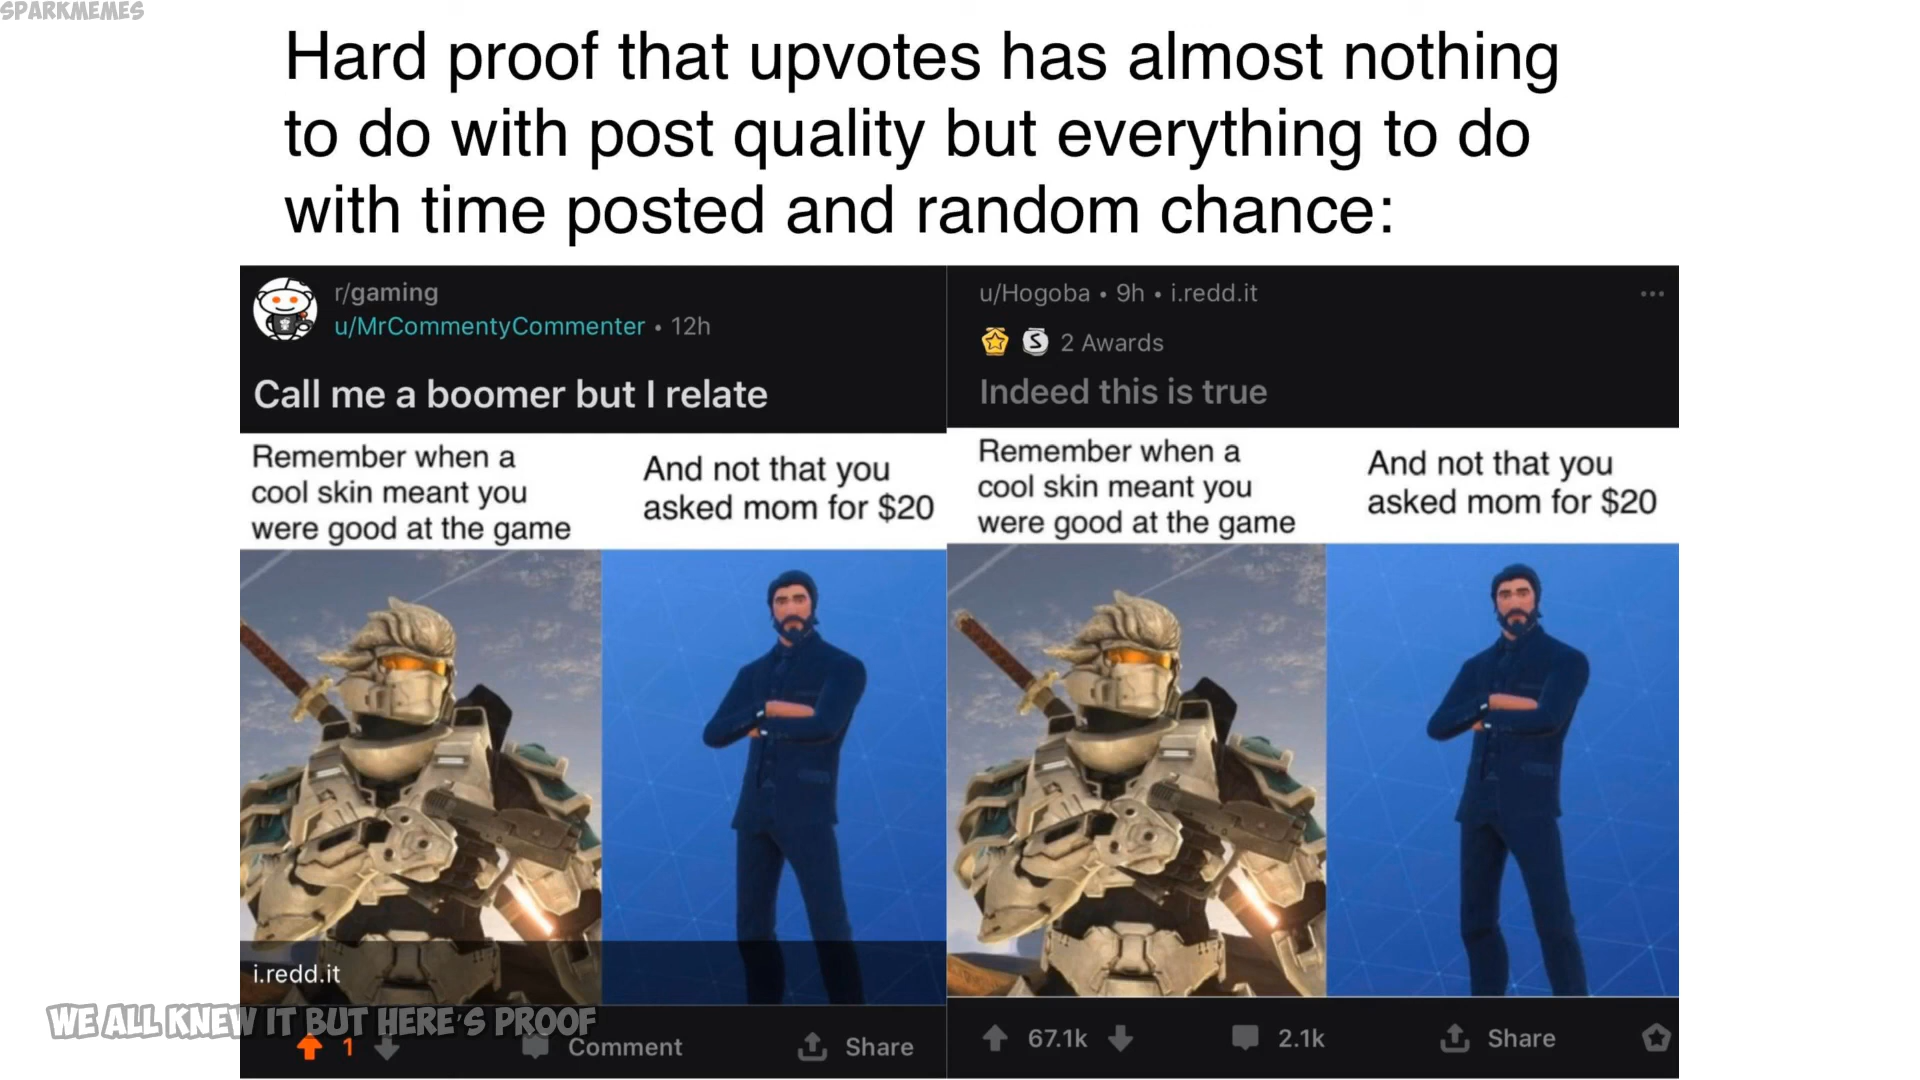 SPARKMEMES
Hard proof that upvotes has almost nothing
to do with post quality but everything to do
with time posted and random chance:
r/gaming
u/MrCommentyCommenter • 12h
Call me a boomer but I relate
Remember when a
cool skin meant you
were good at the game
And not that you
asked mom for $20
i.redd.it
1
Comment
Share
u/Hogoba • 9h • i.redd.it
S 2 Awards
Indeed this is true
Remember when a
cool skin meant you
were good at the game
And not that you
asked mom for $20
67.1k
2.1k
Share
WE ALL KNEW IT BUT HERE'S PROOF